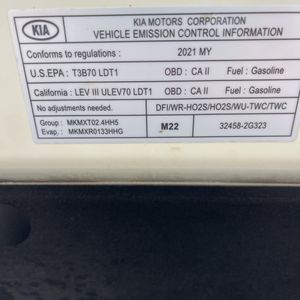 KIA
KIA MOTORS CORPORATION
VEHICLE EMISSION CONTROL INFORMATION
Conforms to regulations : 2021 MY
U.S.EPA : T3B70 LDT1 OBD : CA II Fuel : Gasoline
California : LEV III ULEV70 LDT1 OBD : CA II Fuel : Gasoline
No adjustments needed. DFI/WR-HO2S/HO2S/WU-TWC/TWC
Group : MKMXT02.4HH5
Evap : MKMXR0133HHG
M22 32458-2G323